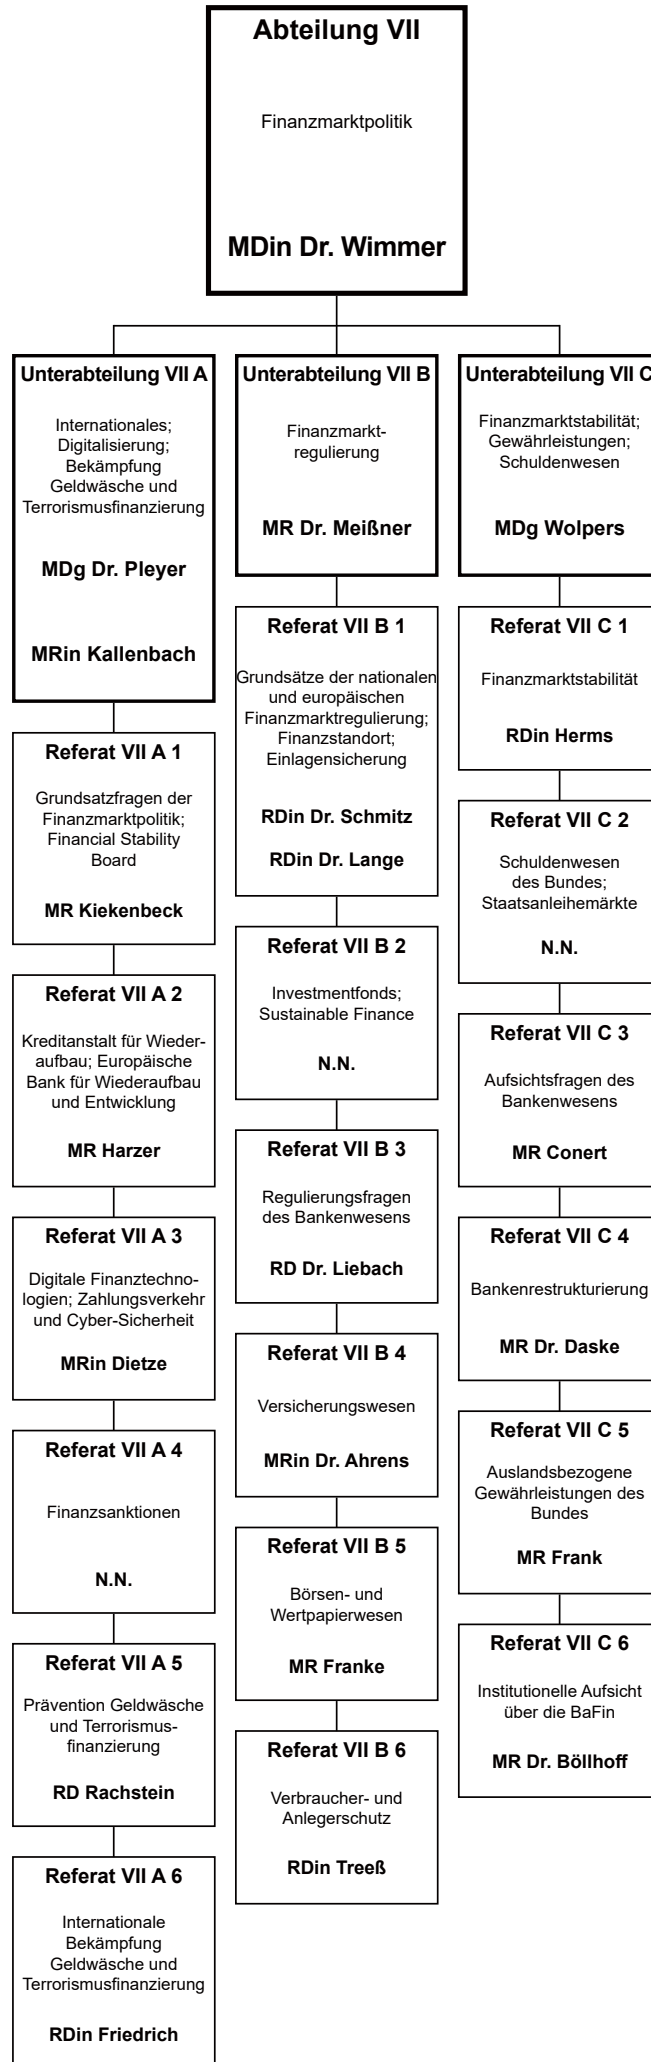 Abteilung VII
Finanzmarktpolitik
MDin Dr. Wimmer
Unterabteilung VII A
Internationales;
Digitalisierung;
Bekämpfung
Geldwäsche und
Terrorismusfinanzierung
MDg Dr. Pleyer
MRin Kallenbach
Referat VII A 1
Grundsatzfragen der
Finanzmarktpolitik;
Financial Stability
Board
MR Kiekenbeck
Referat VII A 2
Kreditanstalt für Wieder-
aufbau; Europäische
Bank für Wiederaufbau
und Entwicklung
MR Harzer
Referat VII A 3
Digitale Finanztechno-
logien; Zahlungsverkehr
und Cyber-Sicherheit
MRin Dietze
Referat VII A 4
Finanzsanktionen
N.N.
Referat VII A 5
Prävention Geldwäsche
und Terrorismus-
finanzierung
RD Rachstein
Referat VII A 6
Internationale
Bekämpfung
Geldwäsche und
Terrorismusfinanzierung
RDin Friedrich
Unterabteilung VII B
Finanzmarkt-
regulierung
MR Dr. Meißner
Referat VII B 1
Grundsätze der nationalen
und europäischen
Finanzmarktregulierung;
Finanzstandort;
Einlagensicherung
RDin Dr. Schmitz
RDin Dr. Lange
Referat VII B 2
Investmentfonds;
Sustainable Finance
N.N.
Referat VII B 3
Regulierungsfragen
des Bankenwesens
RD Dr. Liebach
Referat VII B 4
Versicherungswesen
MRin Dr. Ahrens
Referat VII B 5
Börsen- und
Wertpapierwesen
MR Franke
Referat VII B 6
Verbraucher- und
Anlegerschutz
RDin Treeß
Unterabteilung VII C
Finanzmarktstabilität;
Gewährleistungen;
Schuldenwesen
MDg Wolpers
Referat VII C 1
Finanzmarktstabilität
RDin Herms
Referat VII C 2
Schuldenwesen
des Bundes;
Staatsanleihemärkte
N.N.
Referat VII C 3
Aufsichtsfragen des
Bankenwesens
MR Conert
Referat VII C 4
Bankenrestrukturierung
MR Dr. Daske
Referat VII C 5
Auslandsbezogene
Gewährleistungen des
Bundes
MR Frank
Referat VII C 6
Institutionelle Aufsicht
über die BaFin
MR Dr. Böllhoff